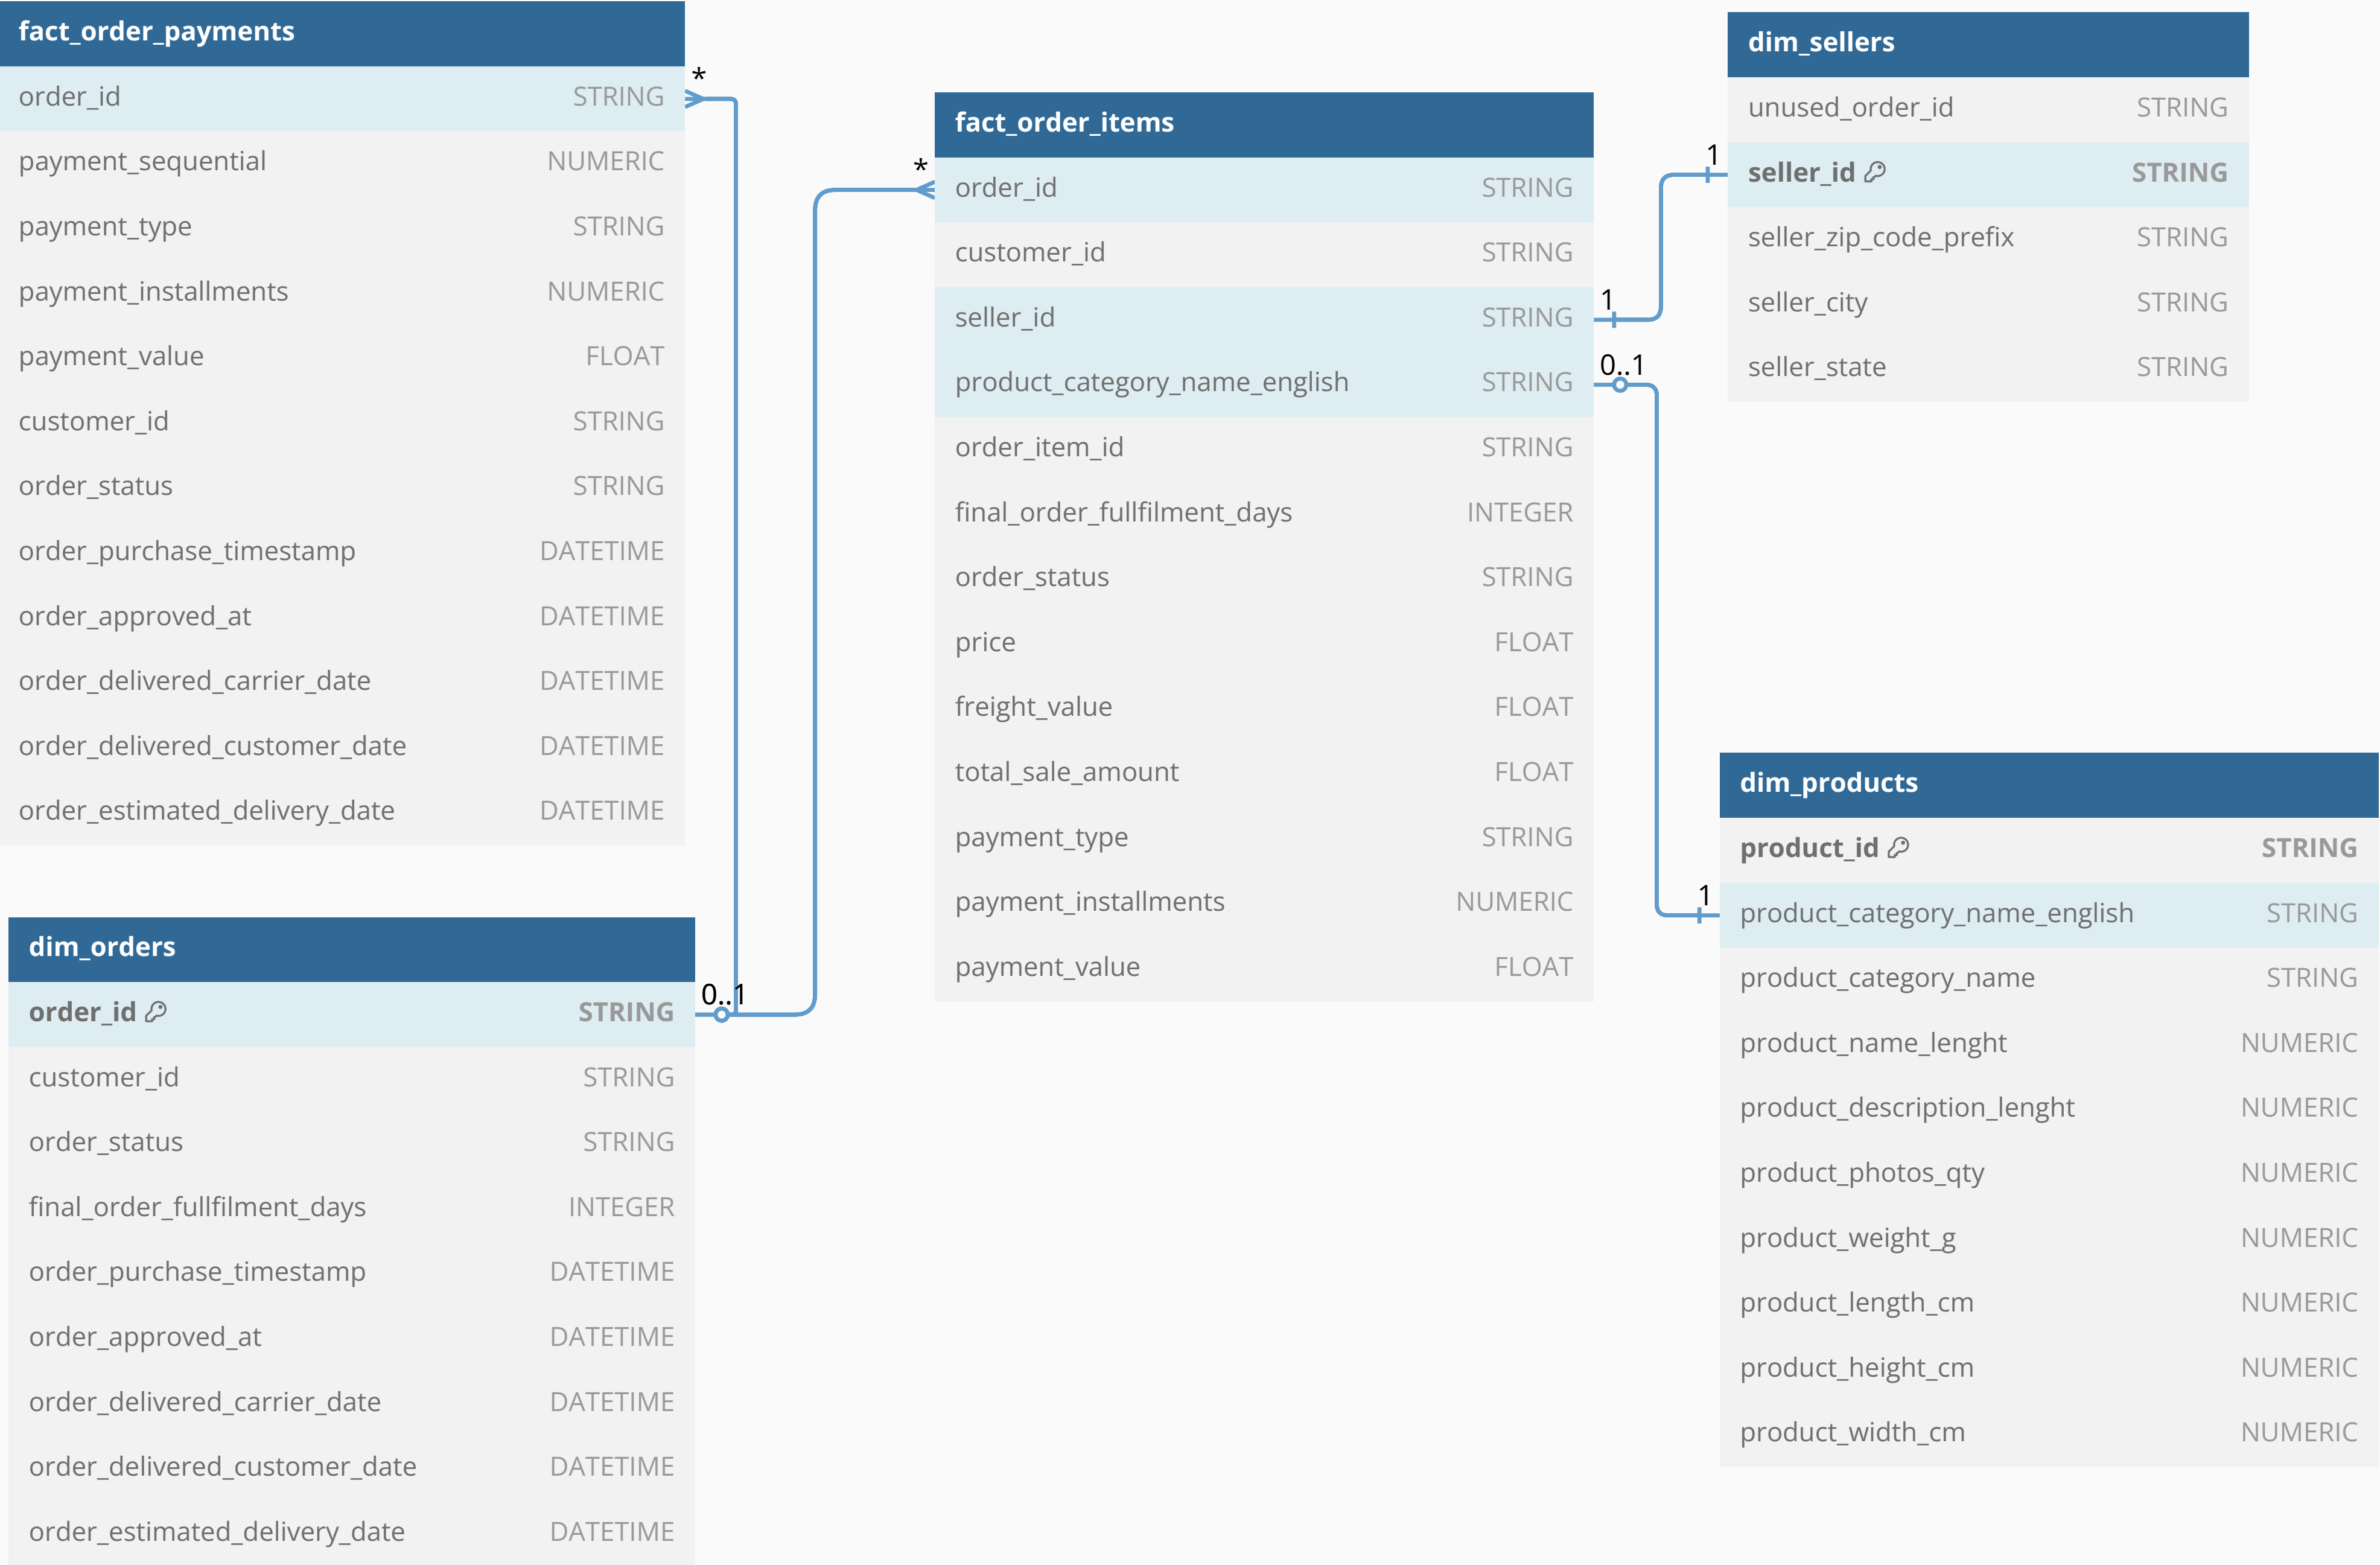 fact_order_payments
order_id STRING
payment_sequential NUMERIC
payment_type STRING
payment_installments NUMERIC
payment_value FLOAT
customer_id STRING
order_status STRING
order_purchase_timestamp DATETIME
order_approved_at DATETIME
order_delivered_carrier_date DATETIME
order_delivered_customer_date DATETIME
order_estimated_delivery_date DATETIME
*
dim_orders
order_id STRING
customer_id STRING
order_status STRING
final_order_fullfilment_days INTEGER
order_purchase_timestamp DATETIME
order_approved_at DATETIME
order_delivered_carrier_date DATETIME
order_delivered_customer_date DATETIME
order_estimated_delivery_date DATETIME
0..1
*
fact_order_items
order_id STRING
customer_id STRING
seller_id STRING
product_category_name_english STRING
order_item_id STRING
final_order_fullfilment_days INTEGER
order_status STRING
price FLOAT
freight_value FLOAT
total_sale_amount FLOAT
payment_type STRING
payment_installments NUMERIC
payment_value FLOAT
1
0..1
1
dim_sellers
unused_order_id STRING
seller_id STRING
seller_zip_code_prefix STRING
seller_city STRING
seller_state STRING
1
dim_products
product_id STRING
product_category_name_english STRING
product_category_name STRING
product_name_lenght NUMERIC
product_description_lenght NUMERIC
product_photos_qty NUMERIC
product_weight_g NUMERIC
product_length_cm NUMERIC
product_height_cm NUMERIC
product_width_cm NUMERIC